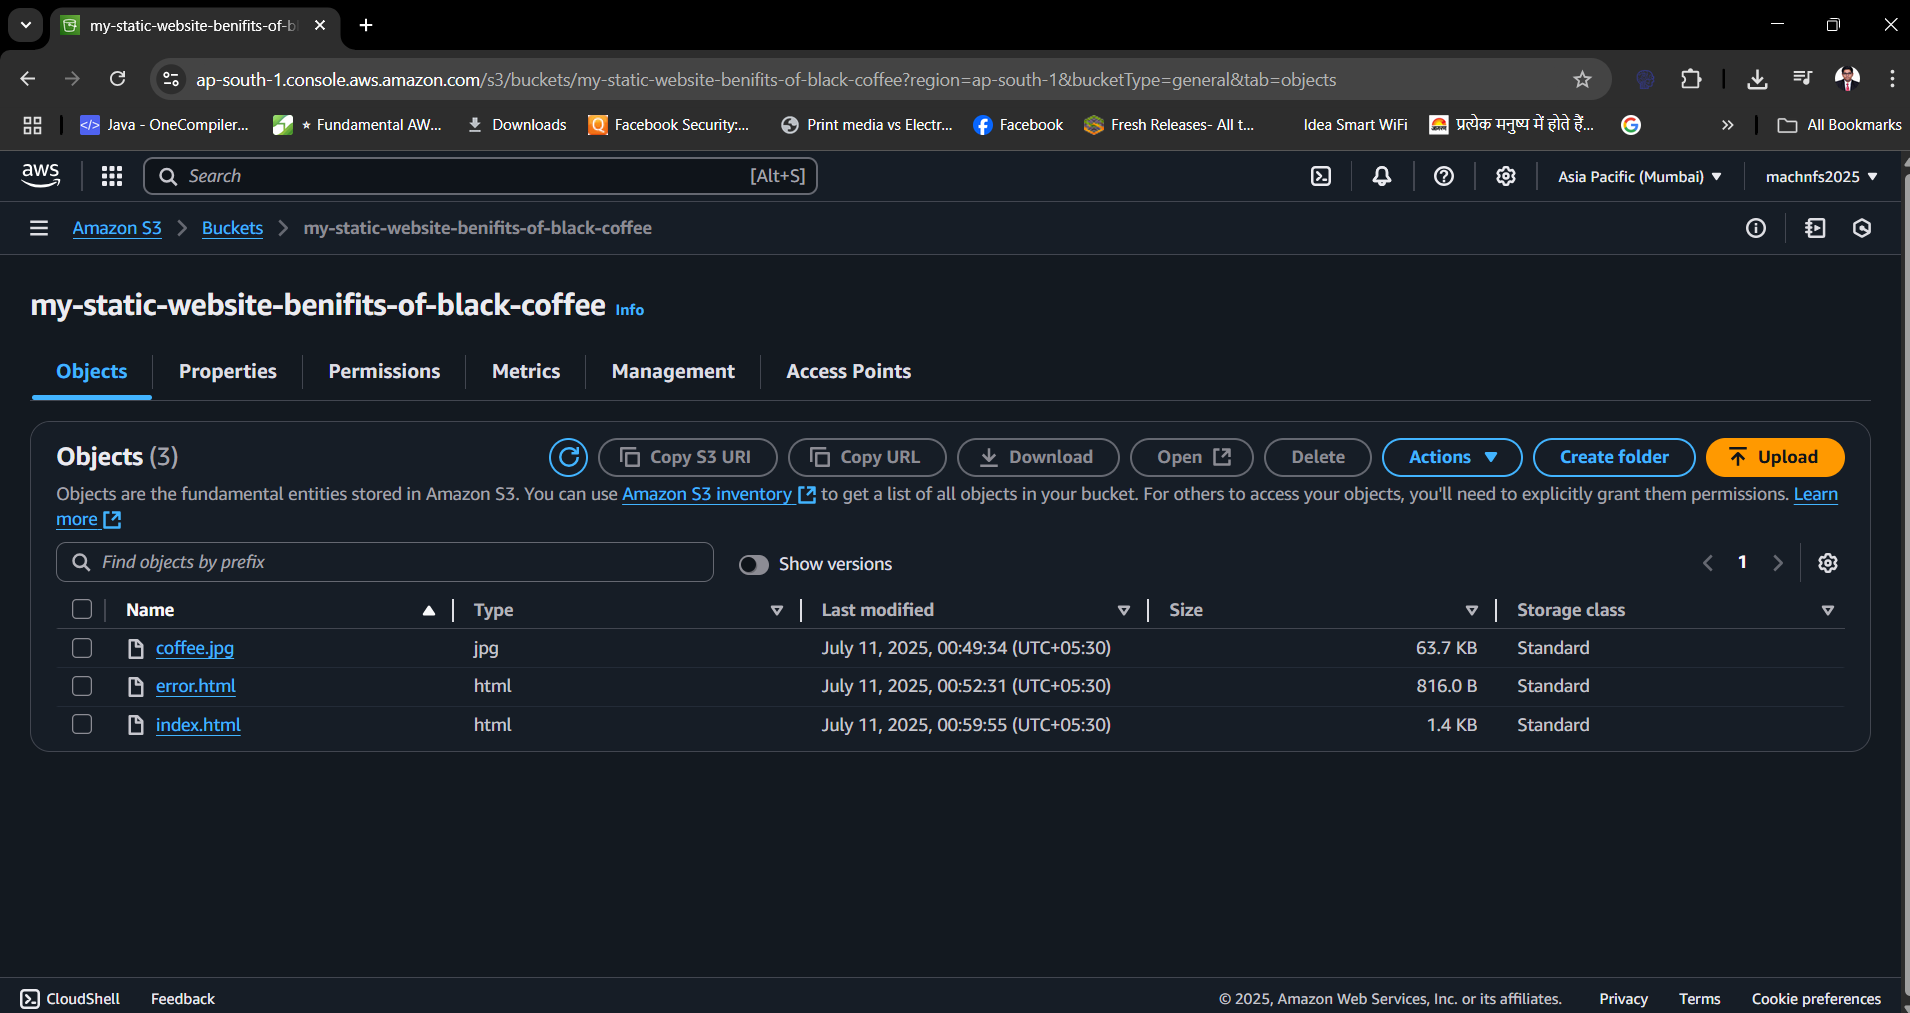 my-static-website-benifits-of-bl
ap-south-1.console.aws.amazon.com/s3/buckets/my-static-website-benifits-of-black-coffee?region=ap-south-1&bucketType=general&tab=objects
Java - OneCompiler... ★ Fundamental AW... Downloads Facebook Security:... Print media vs Electr... Facebook Fresh Releases- All t... Idea Smart WiFi प्रत्येक मनुष्य में होते हैं... » All Bookmarks
aws Search [Alt+S] Asia Pacific (Mumbai) machnfs2025
Amazon S3 Buckets my-static-website-benifits-of-black-coffee
my-static-website-benifits-of-black-coffee Info
Objects Properties Permissions Metrics Management Access Points
Objects (3) Copy S3 URI Copy URL Download Open Delete Actions Create folder Upload
Objects are the fundamental entities stored in Amazon S3. You can use Amazon S3 inventory to get a list of all objects in your bucket. For others to access your objects, you'll need to explicitly grant them permissions. Learn
more
Find objects by prefix Show versions 1
Name Type Last modified Size Storage class
coffee.jpg jpg July 11, 2025, 00:49:34 (UTC+05:30) 63.7 KB Standard
error.html html July 11, 2025, 00:52:31 (UTC+05:30) 816.0 B Standard
index.html html July 11, 2025, 00:59:55 (UTC+05:30) 1.4 KB Standard
CloudShell Feedback © 2025, Amazon Web Services, Inc. or its affiliates. Privacy Terms Cookie preferences